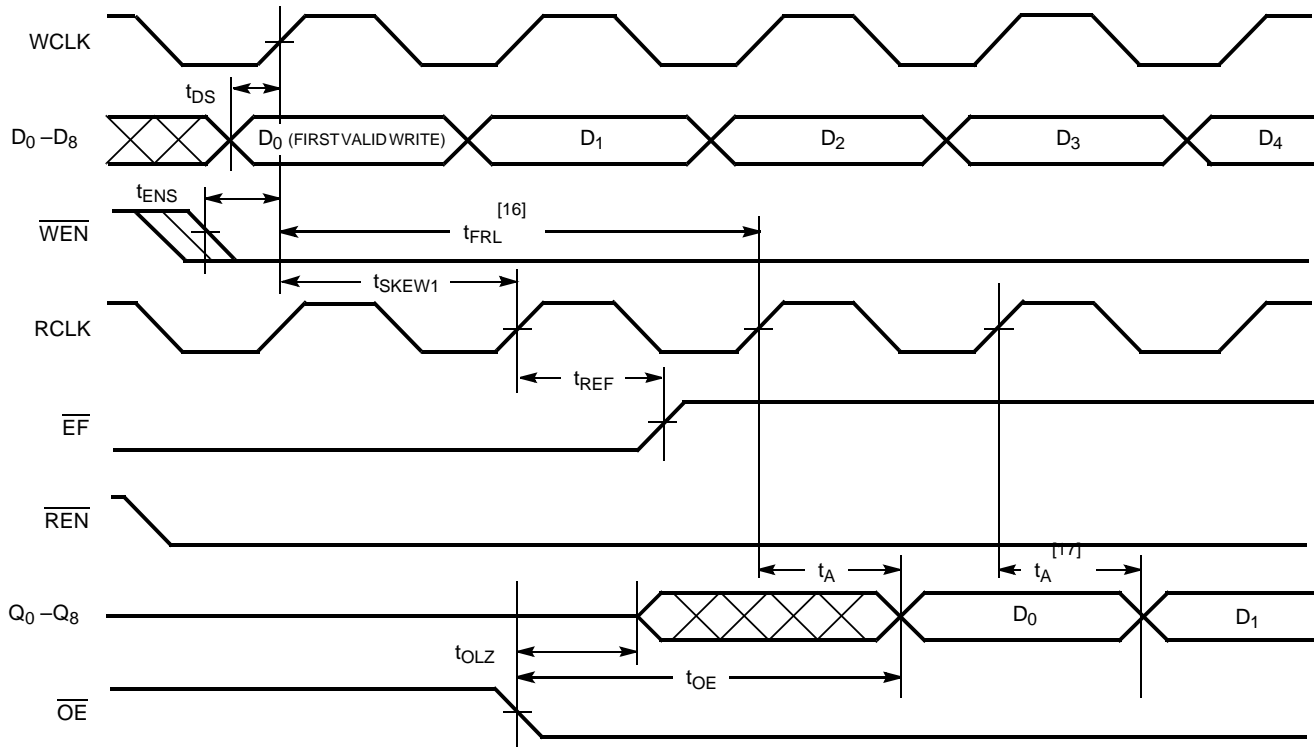 WCLK
tDS
D0 –D8
D0 (FIRST VALID WRITE)
D1
D2
D3
D4
tENS
WEN
[16]
tFRL
tSKEW1
RCLK
tREF
EF
REN
[17]
tA
tA
Q0 –Q8
D0
D1
tOLZ
tOE
OE